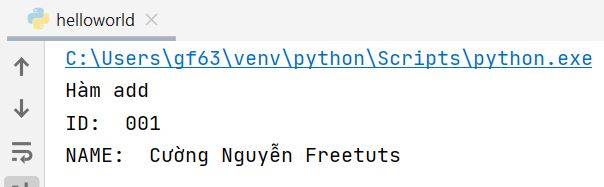 helloworld
C:\Users\gf63\venv\python\Scripts\python.exe
Hàm add
ID:  001
NAME:  Cường Nguyễn Freetuts